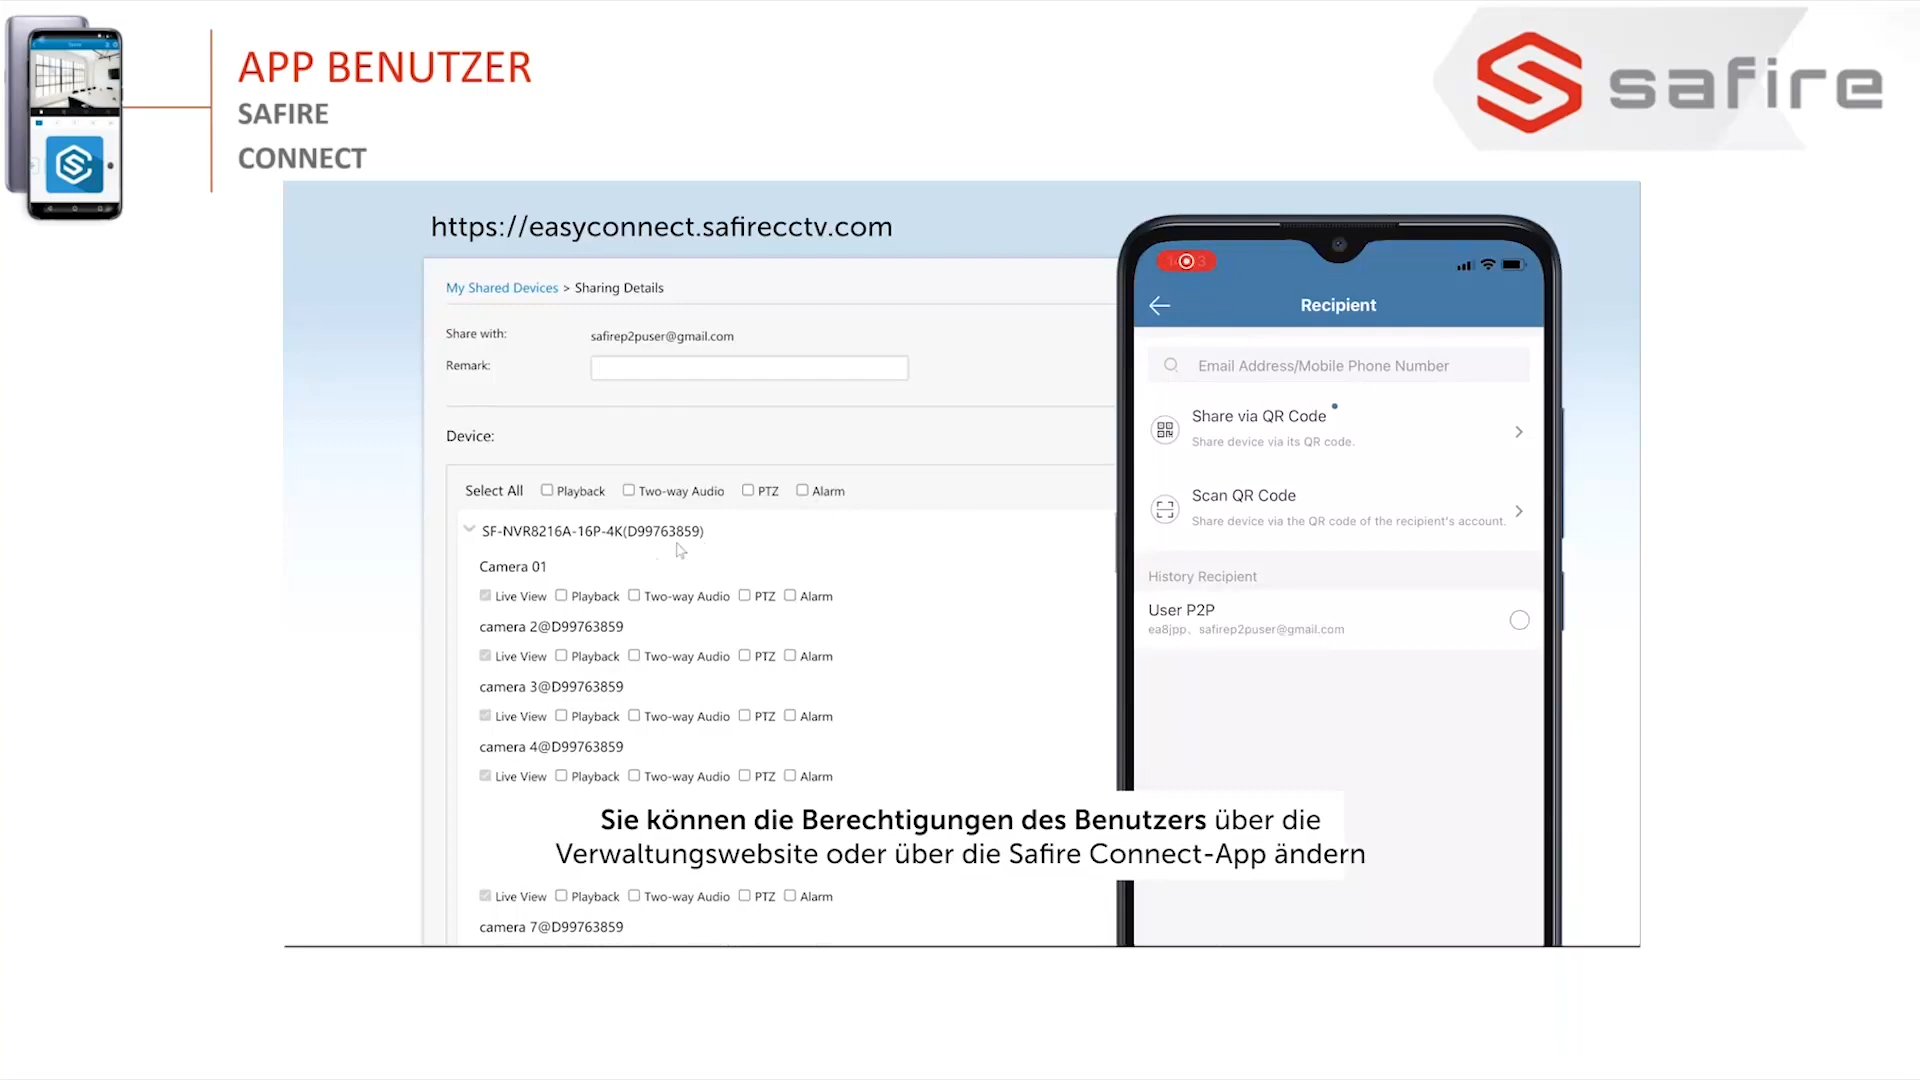 APP BENUTZER
SAFIRE
CONNECT
safire
https://easyconnect.safirecctv.com
My Shared Devices > Sharing Details
Share with: safirep2puser@gmail.com
Remark:
Device:
Select All Playback Two-way Audio PTZ Alarm
SF-NVR8216A-16P-4K(D99763859)
Camera 01
Live View Playback Two-way Audio PTZ Alarm
camera 2@D99763859
Live View Playback Two-way Audio PTZ Alarm
camera 3@D99763859
Live View Playback Two-way Audio PTZ Alarm
camera 4@D99763859
Live View Playback Two-way Audio PTZ Alarm
Live View Playback Two-way Audio PTZ Alarm
camera 7@D99763859
Recipient
Email Address/Mobile Phone Number
Share via QR Code
Share device via its QR code.
Scan QR Code
Share device via the QR code of the recipient's account.
History Recipient
User P2P
ea8jpp、safirep2puser@gmail.com
Sie können die Berechtigungen des Benutzers über die
Verwaltungswebsite oder über die Safire Connect-App ändern